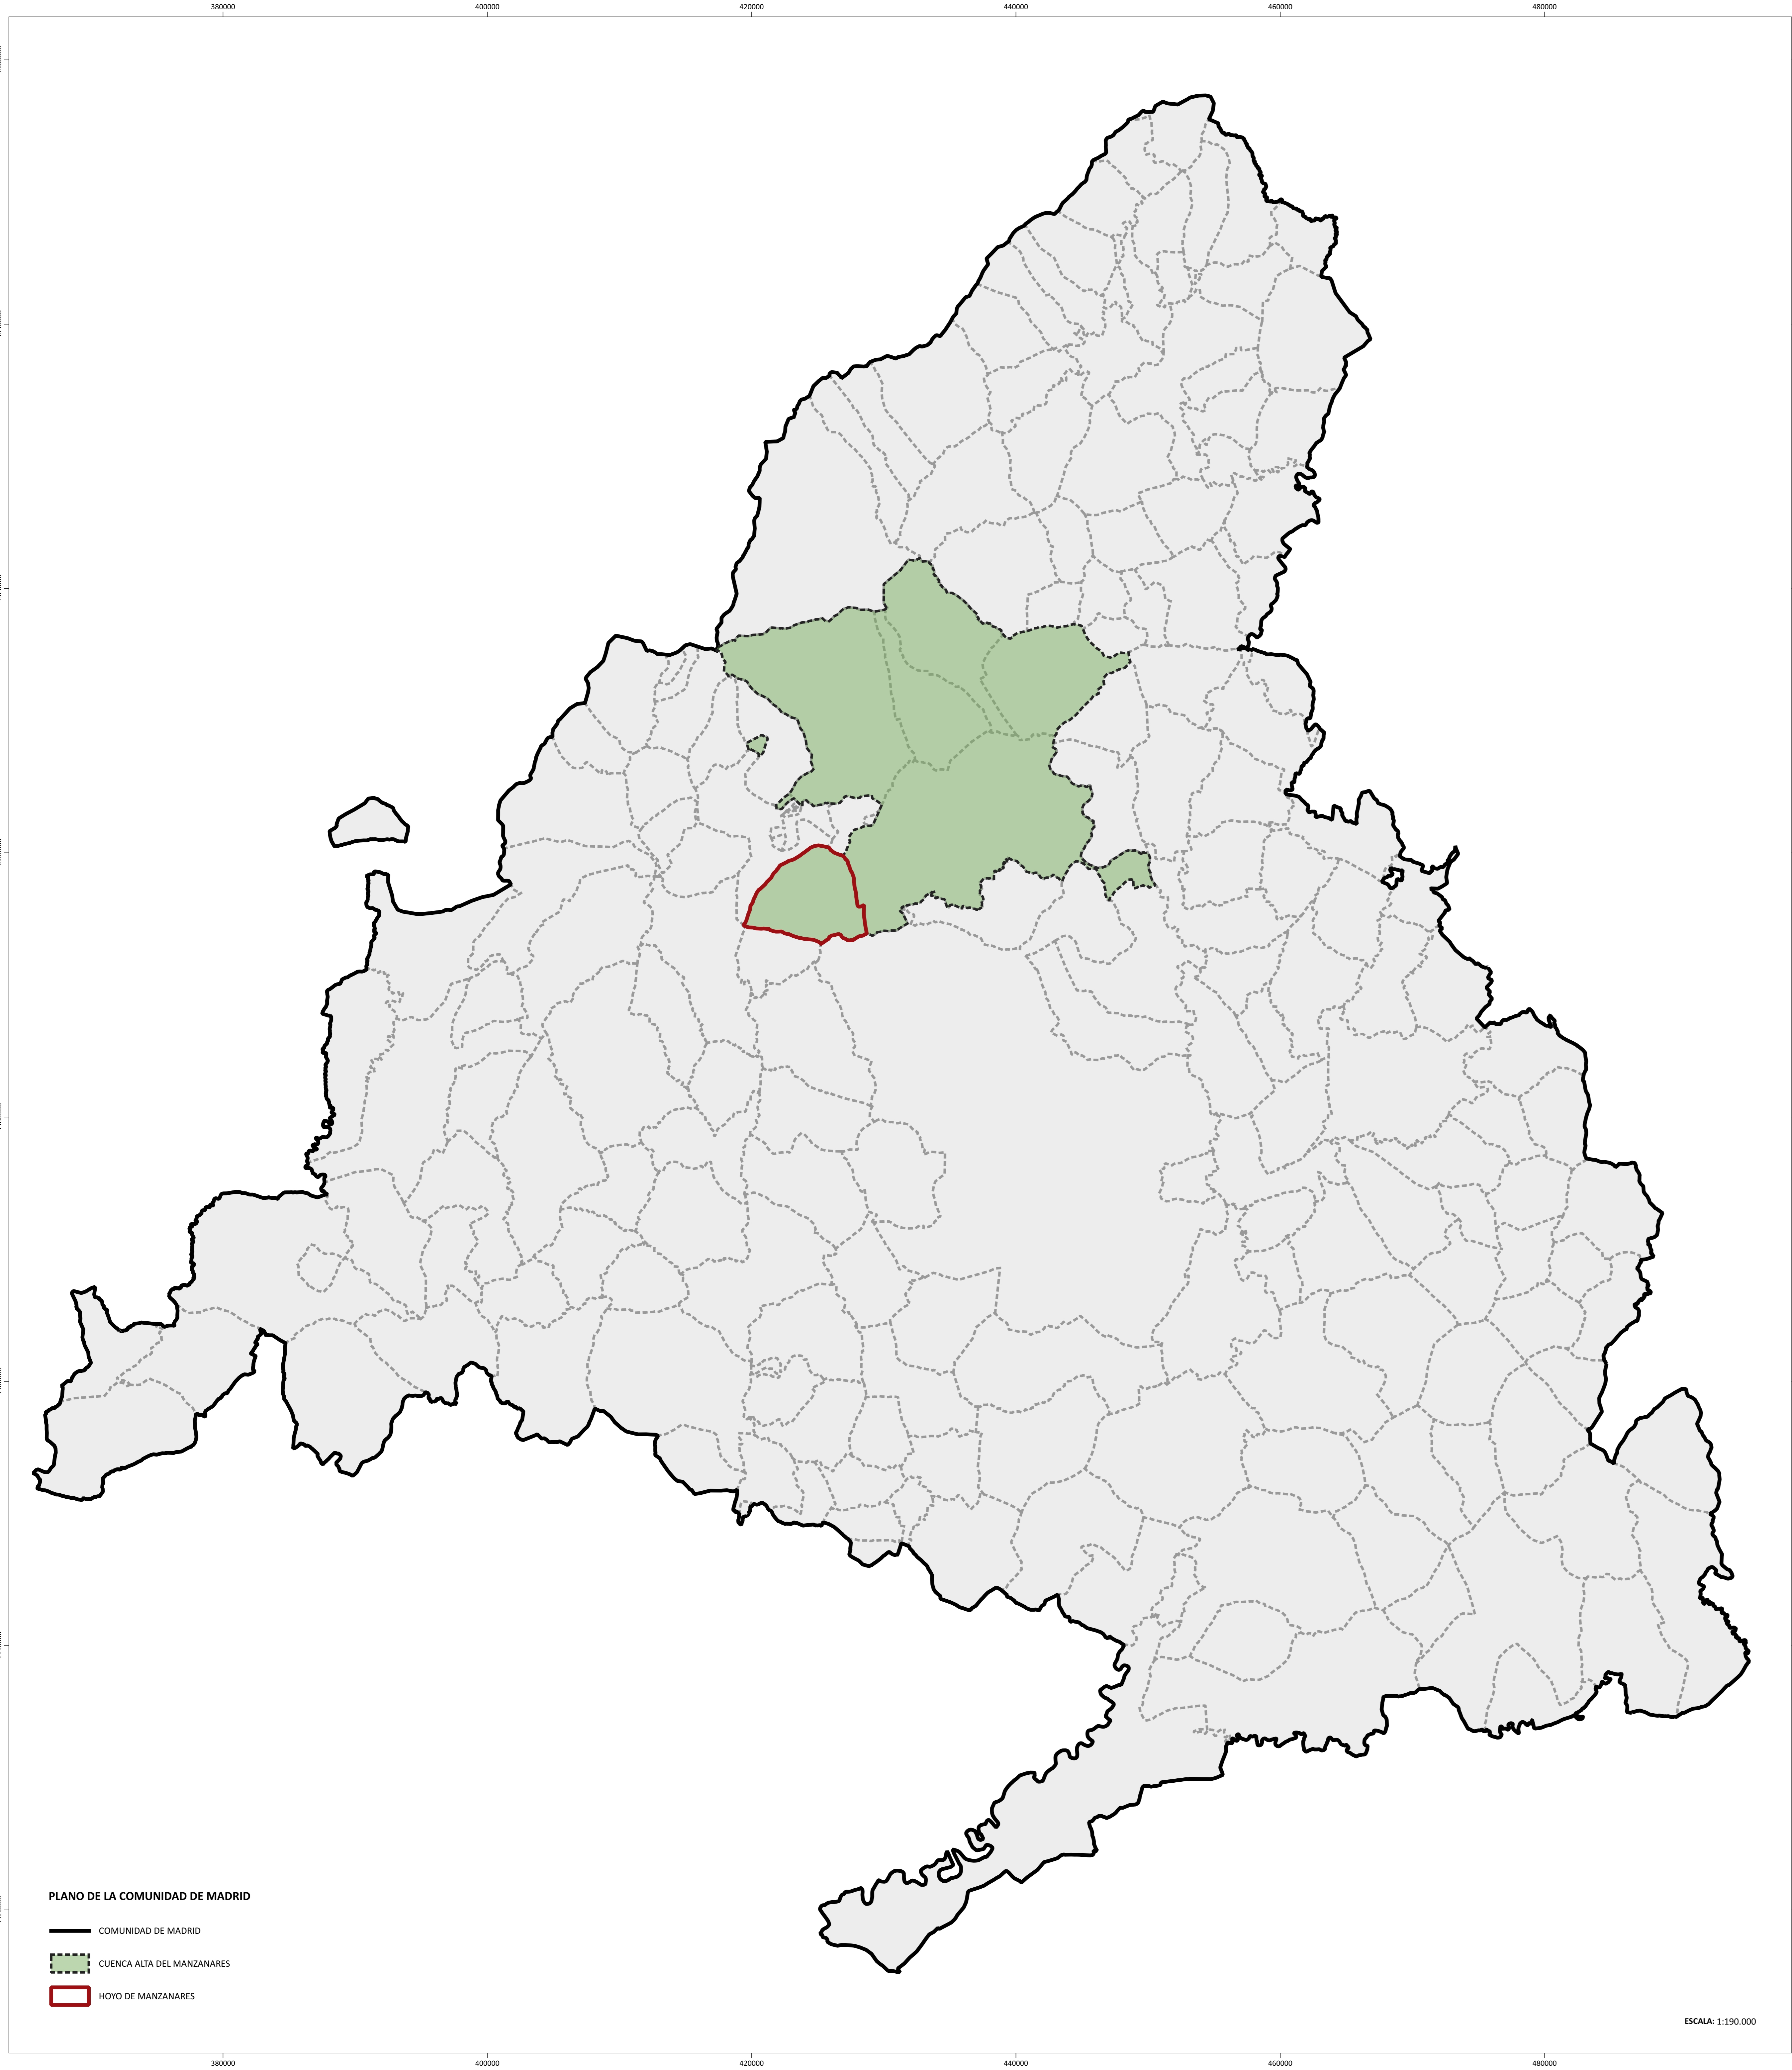 380000 400000 420000 440000 460000 480000
PLANO DE LA COMUNIDAD DE MADRID
COMUNIDAD DE MADRID
CUENCA ALTA DEL MANZANARES
HOYO DE MANZANARES
ESCALA: 1:190.000
380000 400000 420000 440000 460000 480000